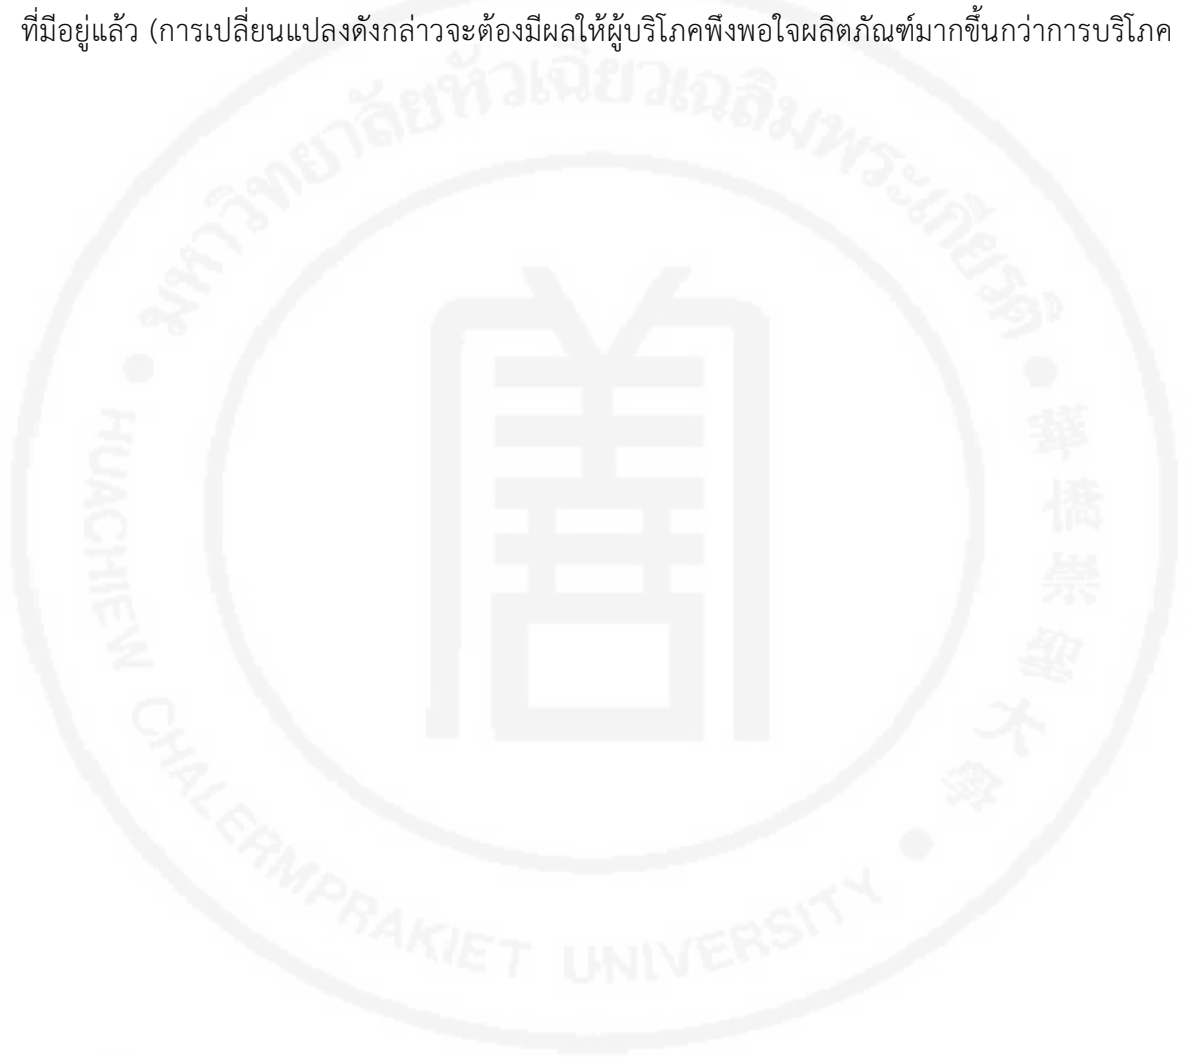 ที่มีอยู่แล้ว (การเปลี่ยนแปลงดังกล่าวจะต้องมีผลให้ผู้บริโภคพึงพอใจผลิตภัณฑ์มากขึ้นกว่าการบริโภค
มหาวิทยาลัยหัวเฉียวเฉลิมพระเกียรติ
華僑崇聖大學
HUACHIEW CHALERMPRAKIET UNIVERSITY